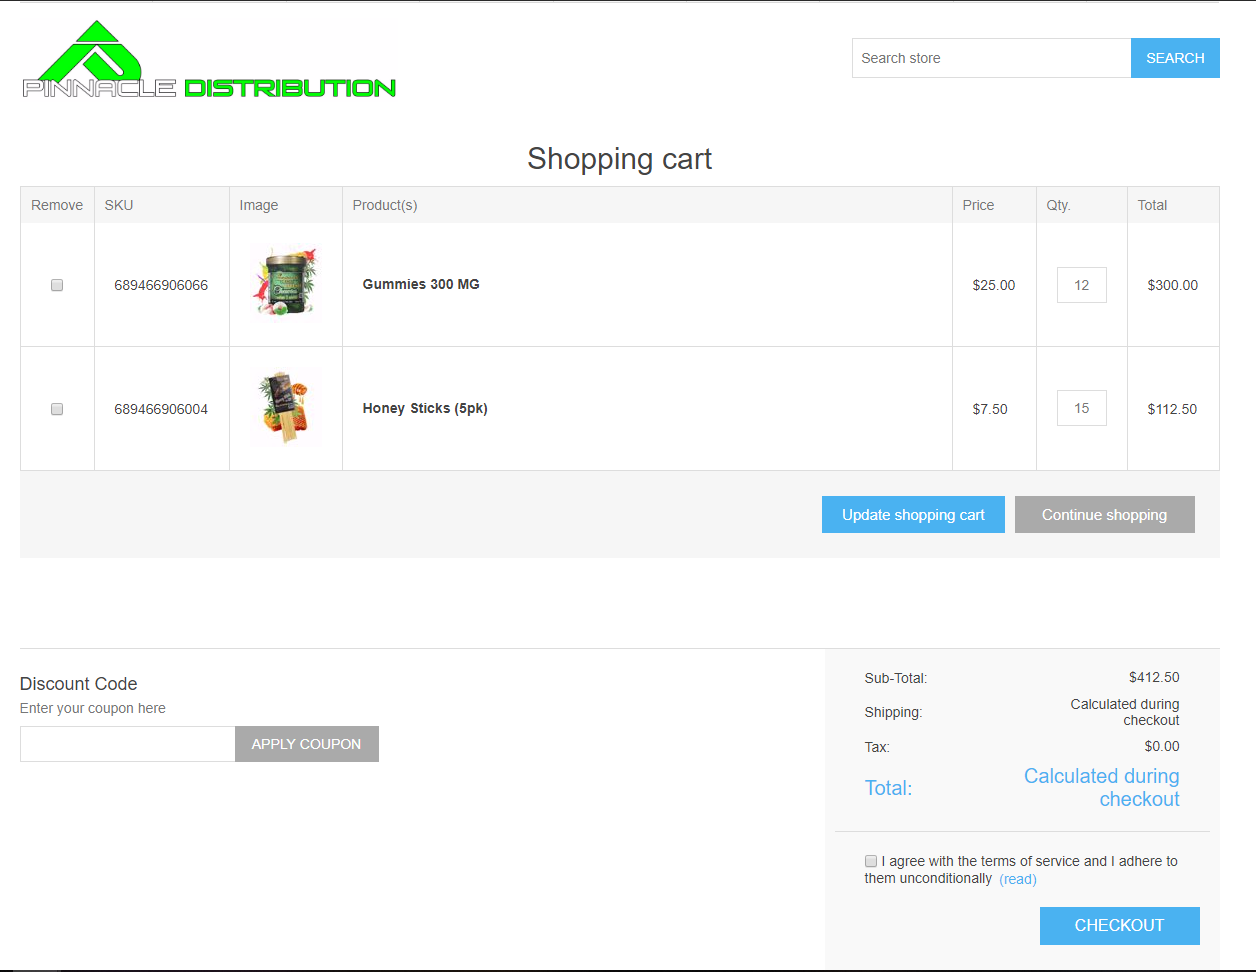 PINNACLE DISTRIBUTION
Search store
SEARCH
Shopping cart
Remove SKU Image Product(s) Price Qty. Total
689466906066 Gummies 300 MG $25.00 12 $300.00
689466906004 Honey Sticks (5pk) $7.50 15 $112.50
Update shopping cart Continue shopping
Discount Code
Enter your coupon here
APPLY COUPON
Sub-Total: $412.50
Shipping: Calculated during
checkout
Tax: $0.00
Total: Calculated during
checkout
I agree with the terms of service and I adhere to
them unconditionally (read)
CHECKOUT